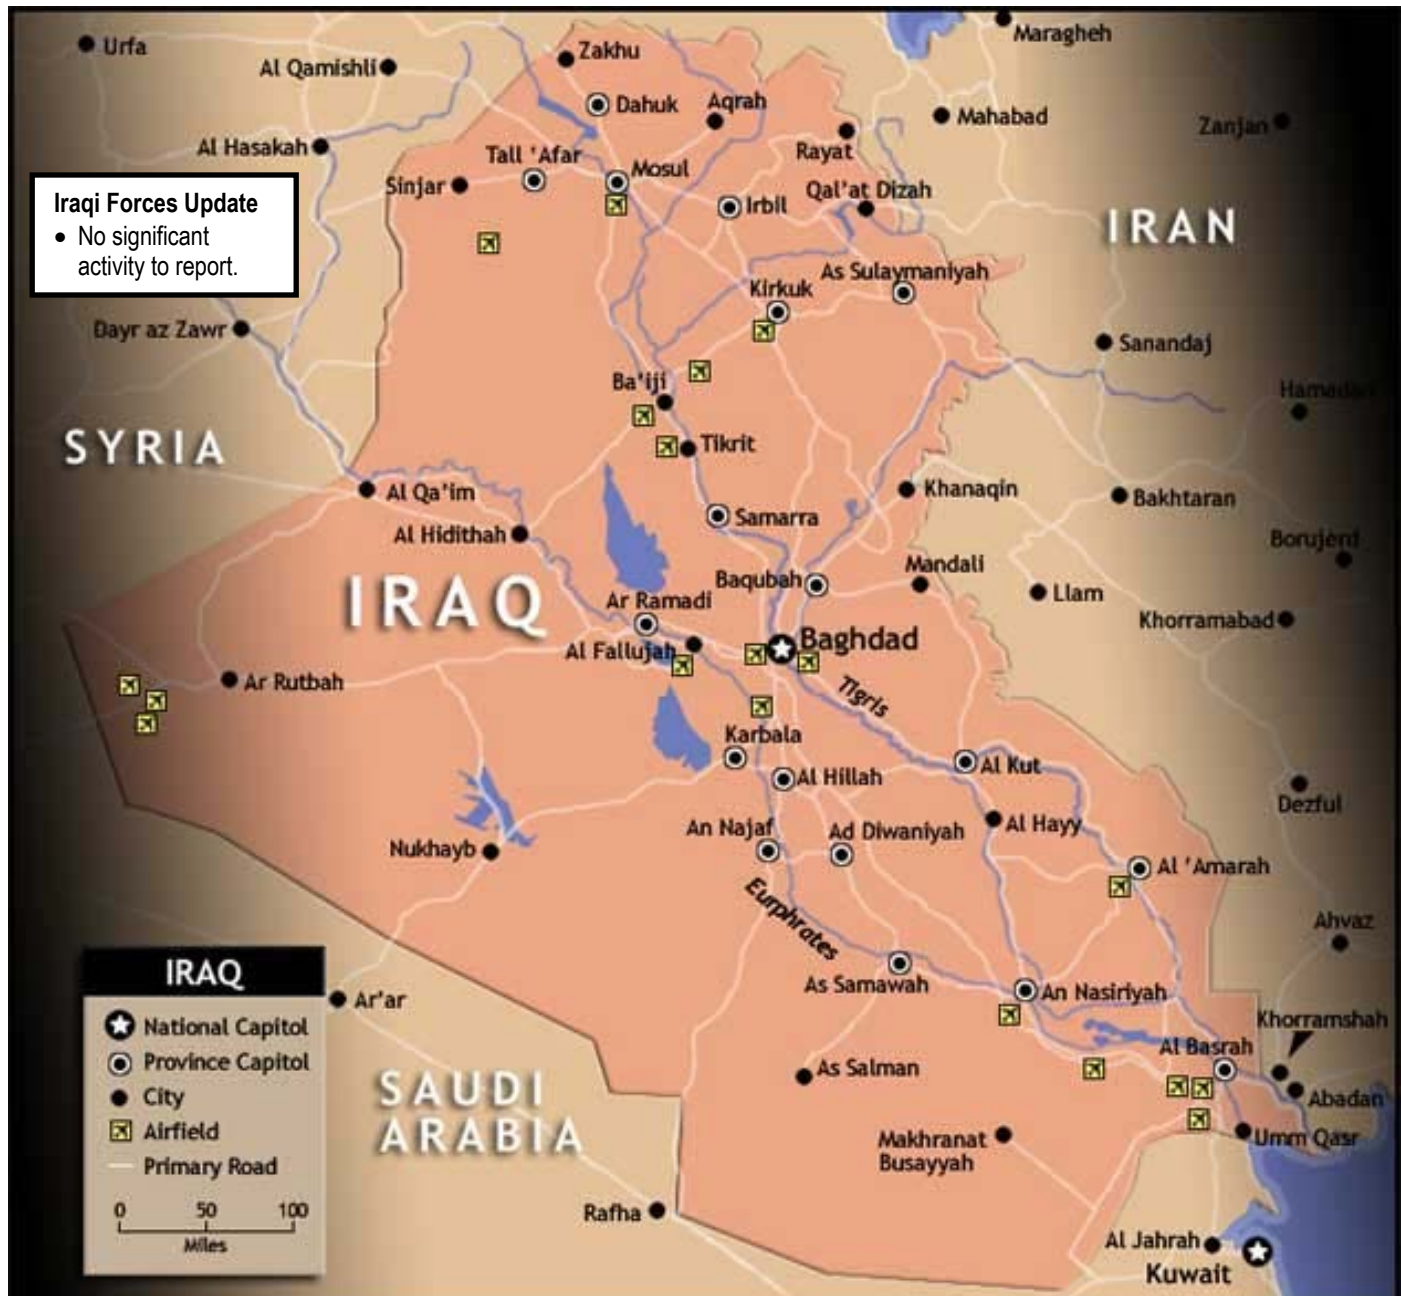 Maragheh
Urfa
Zakhu
Al Qamishli
Dahuk
Aqrah
Mahabad
Zanjan
Al Hasakah
Rayat
Tall 'Afar
Mosul
Sinjar
Qal'at Dizah
Irbil
Iraqi Forces Update
• No significant
activity to report.
IRAN
As Sulaymaniyah
Kirkuk
Dayr az Zawr
Sanandaj
Ba'iji
Hamadan
SYRIA
Tikrit
Al Qa'im
Khanaqin
Bakhtaran
Samarra
Al Hidithah
Borujerd
Mandali
Baqubah
IRAQ
Llam
Ar Ramadi
Khorramabad
Baghdad
Al Fallujah
Ar Rutbah
Tigris
Karbala
Al Kut
Al Hillah
Dezful
An Najaf
Ad Diwaniyah
Al Hayy
Nukhayb
Al 'Amarah
Eurphrates
Ahvaz
As Samawah
An Nasiriyah
Ar'ar
Khorramshah
Al Basrah
As Salman
SAUDI
ARABIA
Abadan
Makhranat
Busayyah
Umm Qasr
Rafha
Al Jahrah
Kuwait
IRAQ
National Capitol
Province Capitol
City
Airfield
Primary Road
0 50 100
Miles